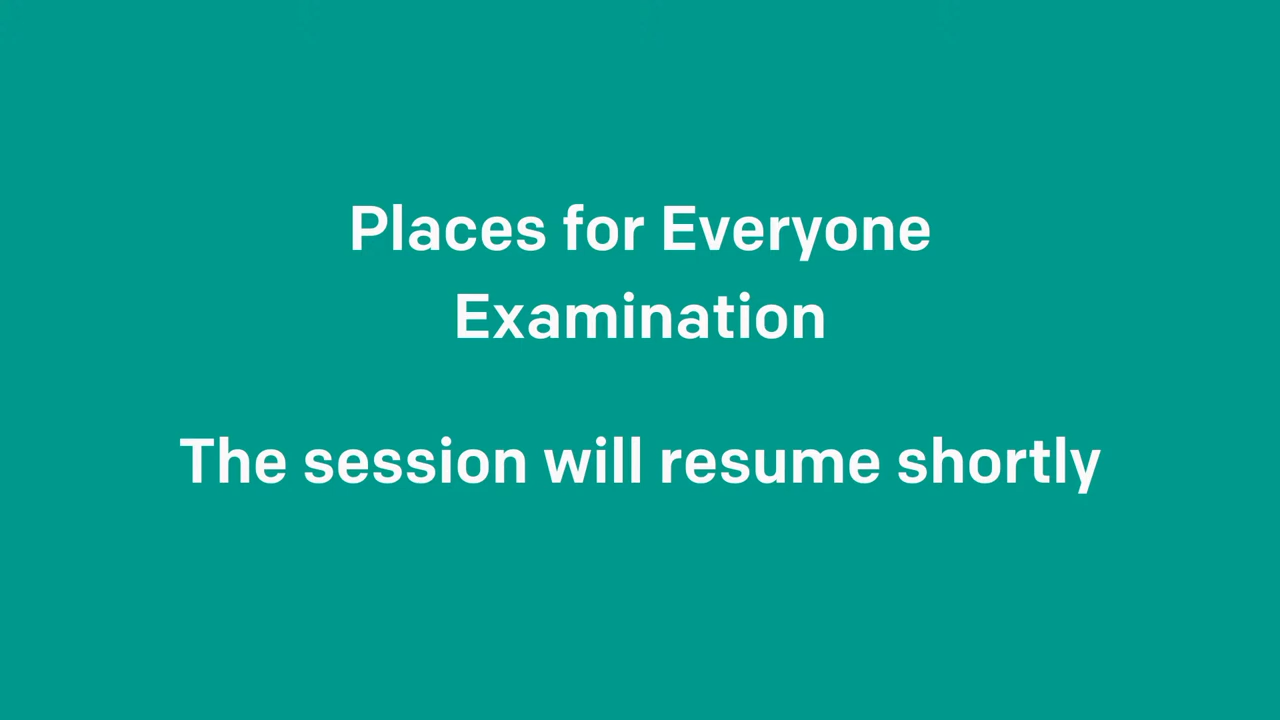 Places for Everyone
Examination
The session will resume shortly